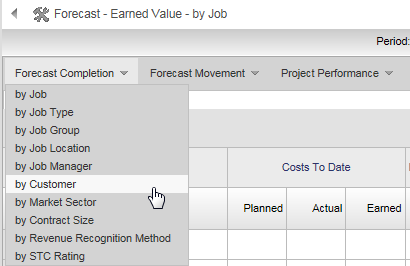 Forecast - Earned Value - by Job
Period:
Forecast Completion Forecast Movement Project Performance
by Job
by Job Type
by Job Group
by Job Location
by Job Manager
by Customer
by Market Sector
by Contract Size
by Revenue Recognition Method
by STC Rating
Costs To Date
Planned Actual Earned